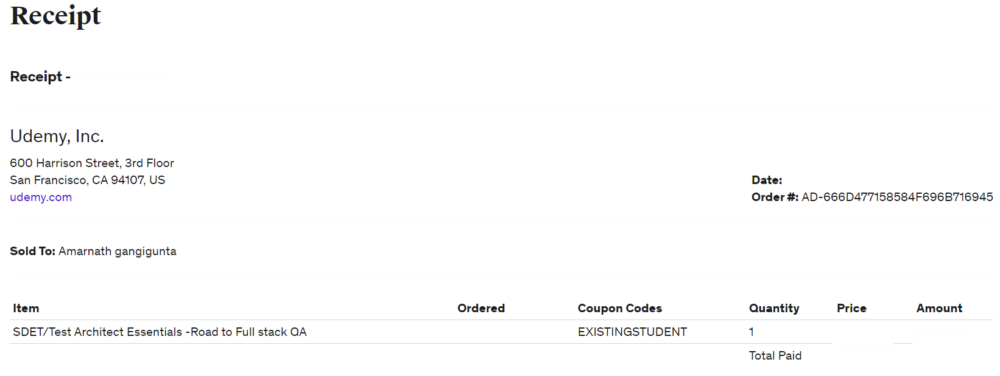 Receipt
Receipt -
Udemy, Inc.
600 Harrison Street, 3rd Floor
San Francisco, CA 94107, US
udemy.com
Date:
Order #: AD-666D477158584F696B716945
Sold To: Amarnath gangigunta
Item Ordered Coupon Codes Quantity Price Amount
SDET/Test Architect Essentials -Road to Full stack QA EXISTINGSTUDENT 1
Total Paid